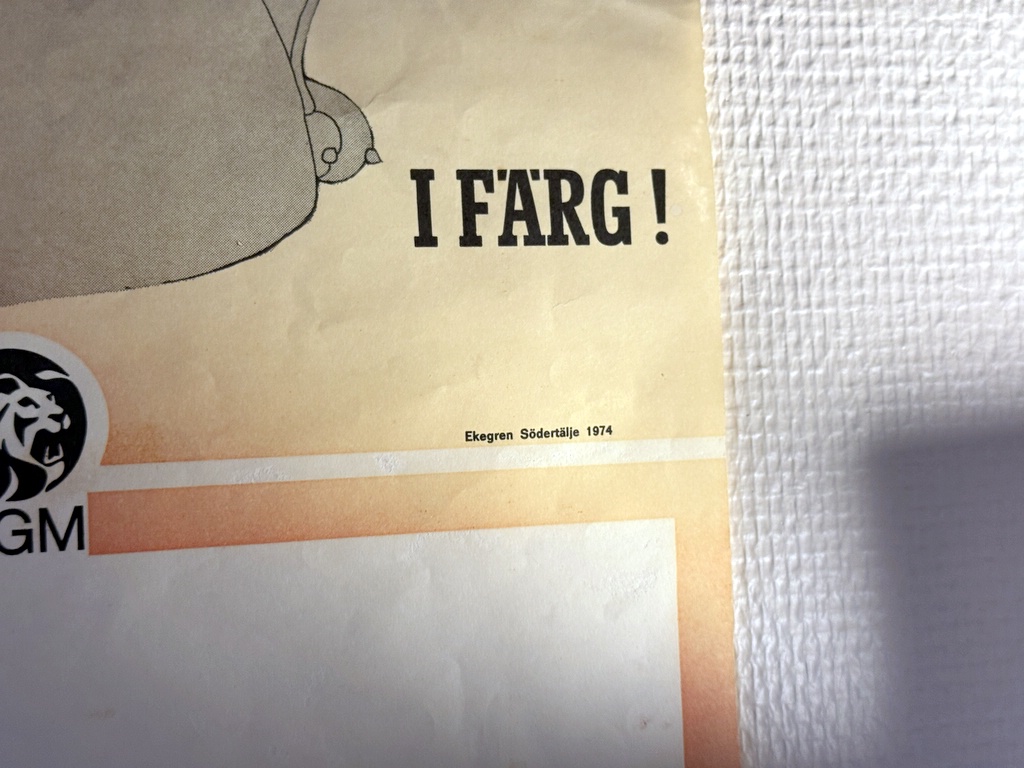 I FÄRG !
Ekegren Södertälje 1974
GM